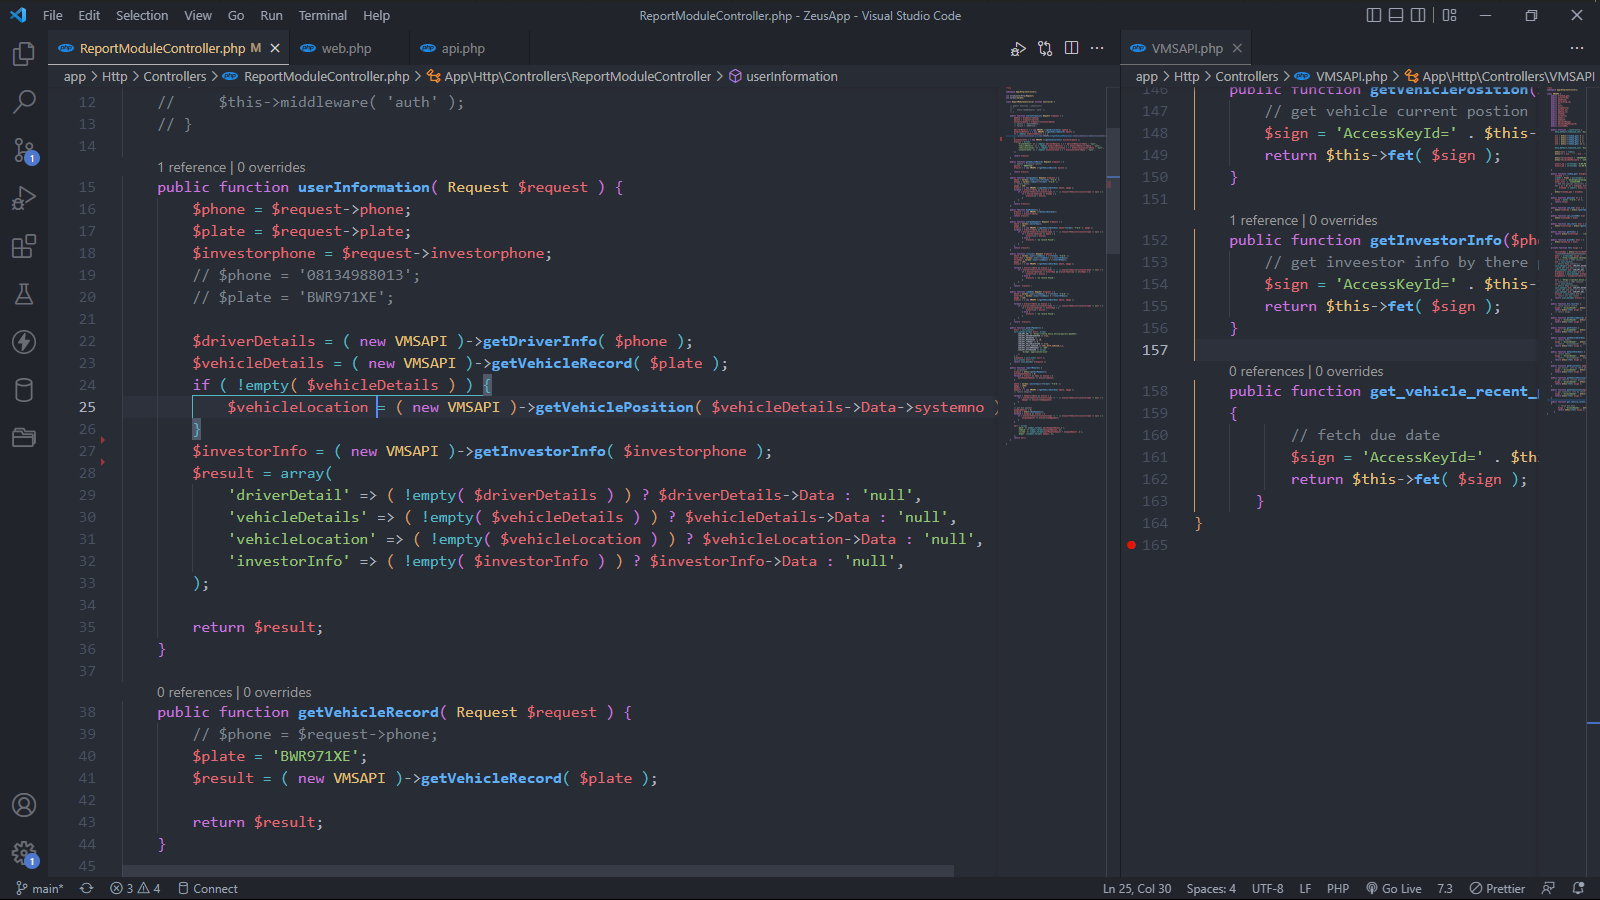 File Edit Selection View Go Run Terminal Help
ReportModuleController.php - ZeusApp - Visual Studio Code
ReportModuleController.php M
web.php
api.php
app > Http > Controllers > ReportModuleController.php > App\Http\Controllers\ReportModuleController > userInformation
12 //     $this->middleware( 'auth' );
13 // }
14
1 reference | 0 overrides
15 public function userInformation( Request $request ) {
16 $phone = $request->phone;
17 $plate = $request->plate;
18 $investorphone = $request->investorphone;
19 // $phone = '08134988013';
20 // $plate = 'BWR971XE';
21
22 $driverDetails = ( new VMSAPI )->getDriverInfo( $phone );
23 $vehicleDetails = ( new VMSAPI )->getVehicleRecord( $plate );
24 if ( !empty( $vehicleDetails ) ) {
25 $vehicleLocation = ( new VMSAPI )->getVehiclePosition( $vehicleDetails->Data->systemno )
26 }
27 $investorInfo = ( new VMSAPI )->getInvestorInfo( $investorphone );
28 $result = array(
29 'driverDetail' => ( !empty( $driverDetails ) ) ? $driverDetails->Data : 'null',
30 'vehicleDetails' => ( !empty( $vehicleDetails ) ) ? $vehicleDetails->Data : 'null',
31 'vehicleLocation' => ( !empty( $vehicleLocation ) ) ? $vehicleLocation->Data : 'null',
32 'investorInfo' => ( !empty( $investorInfo ) ) ? $investorInfo->Data : 'null',
33 );
34
35 return $result;
36 }
37
0 references | 0 overrides
38 public function getVehicleRecord( Request $request ) {
39 // $phone = $request->phone;
40 $plate = 'BWR971XE';
41 $result = ( new VMSAPI )->getVehicleRecord( $plate );
42
43 return $result;
44 }
45
VMSAPI.php
app > Http > Controllers > VMSAPI.php > App\Http\Controllers\VMSAPI
146 public function getVehiclePosition(
147 // get vehicle current postion
148 $sign = 'AccessKeyId=' . $this-
149 return $this->fet( $sign );
150 }
151
1 reference | 0 overrides
152 public function getInvestorInfo($ph
153 // get inveestor info by there
154 $sign = 'AccessKeyId=' . $this-
155 return $this->fet( $sign );
156 }
157
0 references | 0 overrides
158 public function get_vehicle_recent_
159 {
160 // fetch due date
161 $sign = 'AccessKeyId=' . $th
162 return $this->fet( $sign );
163 }
164 }
165
1
1
main* 3 4 Connect
Ln 25, Col 30 Spaces: 4 UTF-8 LF PHP Go Live 7.3 Prettier